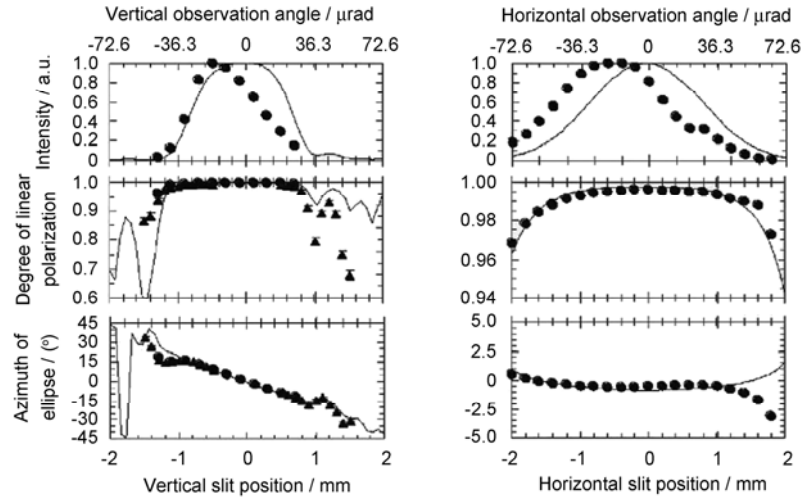 Vertical observation angle / μrad
-72.6 -36.3 0 36.3 72.6
Intensity / a.u.
1.0
0.8
0.6
0.4
0.2
0
Degree of linear
polarization
1.0
0.9
0.8
0.7
0.6
Azimuth of
ellipse / (º)
45
30
15
0
-15
-30
-45
-2 -1 0 1 2
Vertical slit position / mm
Horizontal observation angle / μrad
-72.6 -36.3 0 36.3 72.6
1.0
0.8
0.6
0.4
0.2
0
1.00
0.98
0.96
0.94
5.0
2.5
0
-2.5
-5.0
-2 -1 0 1 2
Horizontal slit position / mm